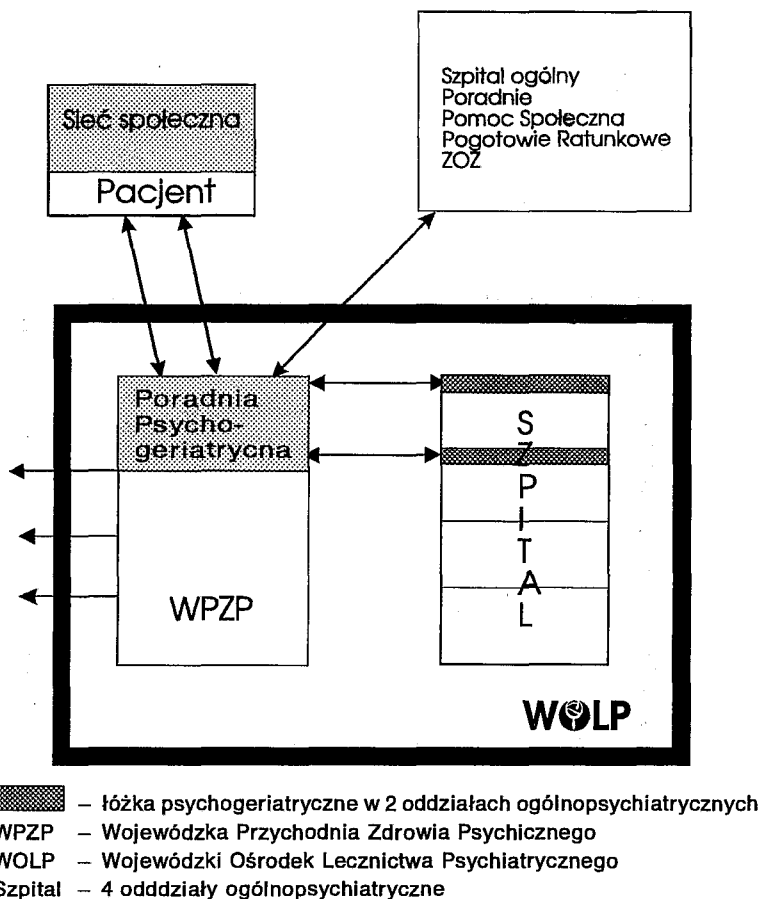 Sieć społeczna
Pacjent
Szpital ogólny
Poradnie
Pomoc Społeczna
Pogotowie Ratunkowe
ZOZ
Poradnia
Psycho-
geriatrycna
WPZP
S
Z
P
I
T
A
L
WOLP
– łóżka psychogeriatryczne w 2 oddziałach ogólnopsychiatrycznych
WPZP – Wojewódzka Przychodnia Zdrowia Psychicznego
WOLP – Wojewódzki Ośrodek Lecznictwa Psychiatrycznego
Szpital – 4 odddziały ogólnopsychiatryczne